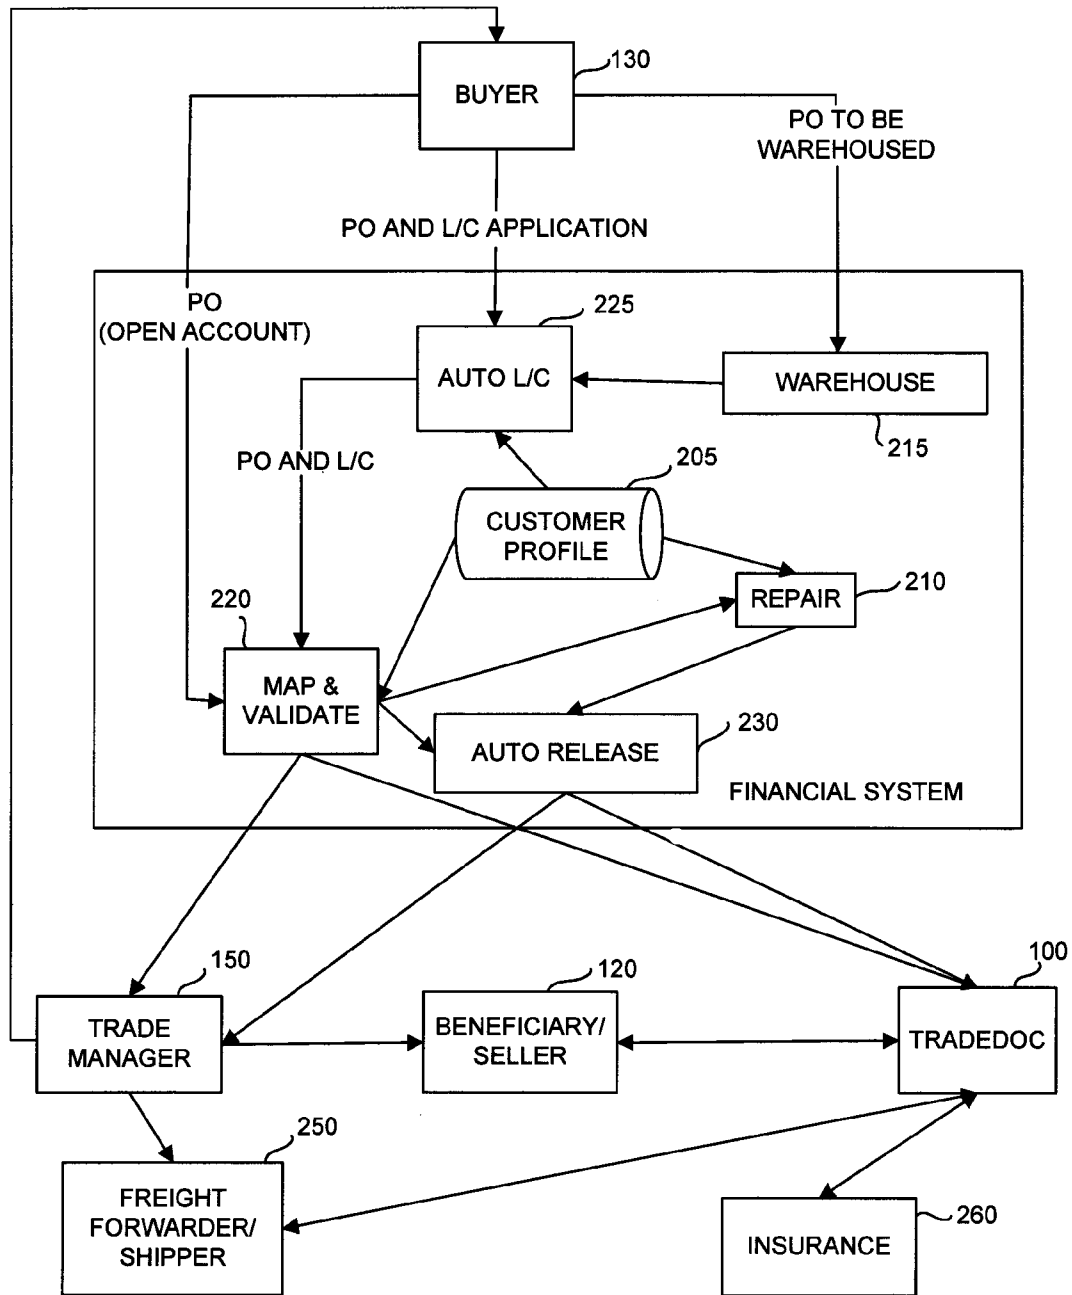 130
BUYER
PO TO BE
WAREHOUSED
PO AND L/C APPLICATION
PO
(OPEN ACCOUNT)
225
AUTO L/C
WAREHOUSE
215
PO AND L/C
205
CUSTOMER
PROFILE
210
REPAIR
220
MAP &
VALIDATE
230
AUTO RELEASE
FINANCIAL SYSTEM
150
TRADE
MANAGER
120
BENEFICIARY/
SELLER
100
TRADEDOC
250
FREIGHT
FORWARDER/
SHIPPER
260
INSURANCE